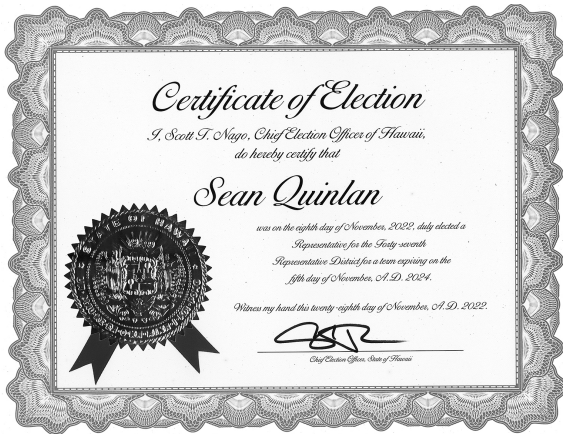 Certificate of Election
I, Scott T. Nago, Chief Election Officer of Hawaii,
do hereby certify that
Sean Quinlan
was on the eighth day of November, 2022, duly elected a
Representative for the Forty-seventh
Representative District for a term expiring on the
fifth day of November, A.D. 2024.
Witness my hand this twenty-eighth day of November, A.D. 2022.
Chief Election Officer, State of Hawaii
STATE OF HAWAII